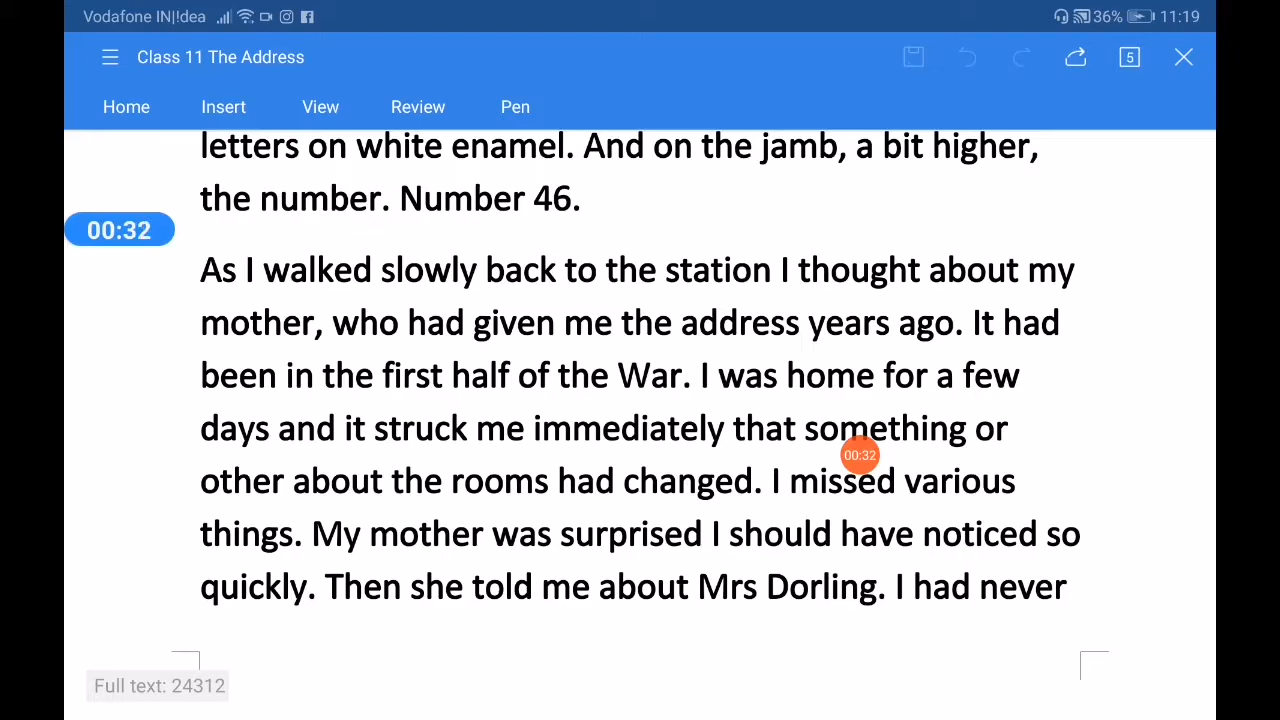 Vodafone IN|!dea 36% 11:19
Class 11 The Address 5
Home Insert View Review Pen
letters on white enamel. And on the jamb, a bit higher,
the number. Number 46.
00:32
As I walked slowly back to the station I thought about my
mother, who had given me the address years ago. It had
been in the first half of the War. I was home for a few
days and it struck me immediately that something or
00:32
other about the rooms had changed. I missed various
things. My mother was surprised I should have noticed so
quickly. Then she told me about Mrs Dorling. I had never
Full text: 24312